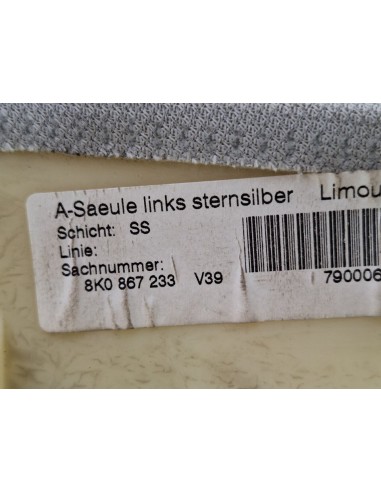 A-Saeule links sternsilber Limou
Schicht: SS
Linie:
Sachnummer:
8K0 867 233 V39 790006